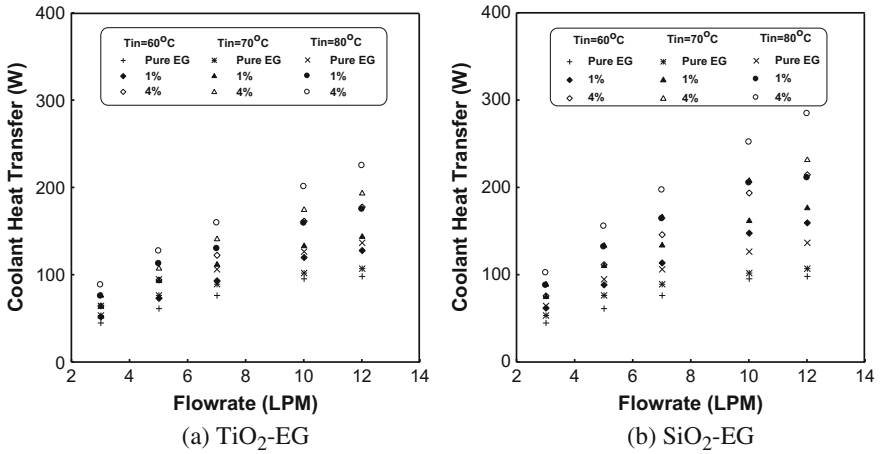 400
300
200
100
0
Coolant Heat Transfer (W)
Tin=60°C Tin=70°C Tin=80°C
Pure EG Pure EG Pure EG
1% 1% 1%
4% 4% 4%
2 4 6 8 10 12 14
Flowrate (LPM)
(a) TiO₂-EG
400
300
200
100
0
Coolant Heat Transfer (W)
Tin=60°C Tin=70°C Tin=80°C
Pure EG Pure EG Pure EG
1% 1% 1%
4% 4% 4%
2 4 6 8 10 12 14
Flowrate (LPM)
(b) SiO₂-EG